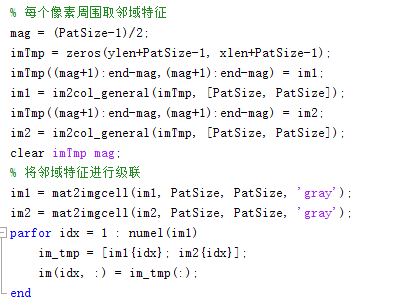 % 每个像素周围取邻域特征
mag = (PatSize-1)/2;
imTmp = zeros(ylen+PatSize-1, xlen+PatSize-1);
imTmp((mag+1):end-mag,(mag+1):end-mag) = im1;
im1 = im2col_general(imTmp, [PatSize, PatSize]);
imTmp((mag+1):end-mag,(mag+1):end-mag) = im2;
im2 = im2col_general(imTmp, [PatSize, PatSize]);
clear imTmp mag;
% 将邻域特征进行级联
im1 = mat2imgcell(im1, PatSize, PatSize, 'gray');
im2 = mat2imgcell(im2, PatSize, PatSize, 'gray');
parfor idx = 1 : numel(im1)
    im_tmp = [im1{idx}; im2{idx}];
    im(idx, :) = im_tmp(:);
end